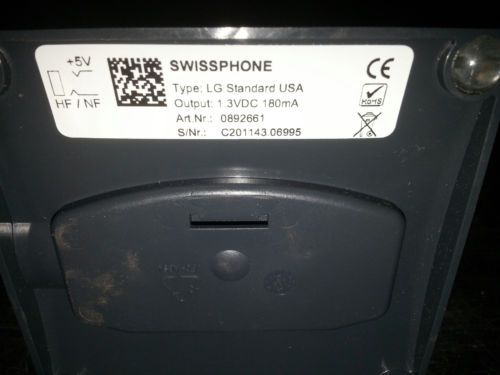 +5V
HF / NF
SWISSPHONE
Type: LG Standard USA
Output: 1.3VDC 180mA
Art.Nr.: 0892661
S/Nr.: C201143.06995
CE
RoHS